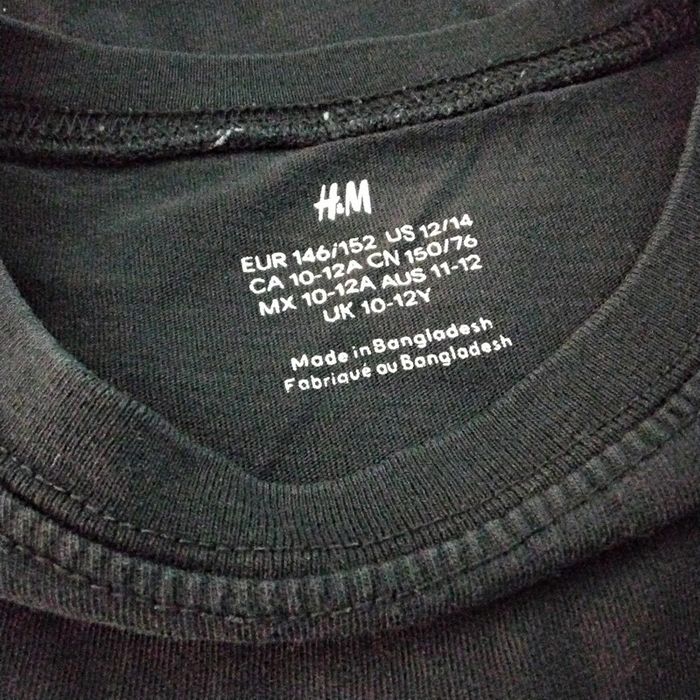 H&M
EUR 146/152 US 12/14
CA 10-12A CN 150/76
MX 10-12A AUS 11-12
UK 10-12Y
Made in Bangladesh
Fabriqué au Bangladesh